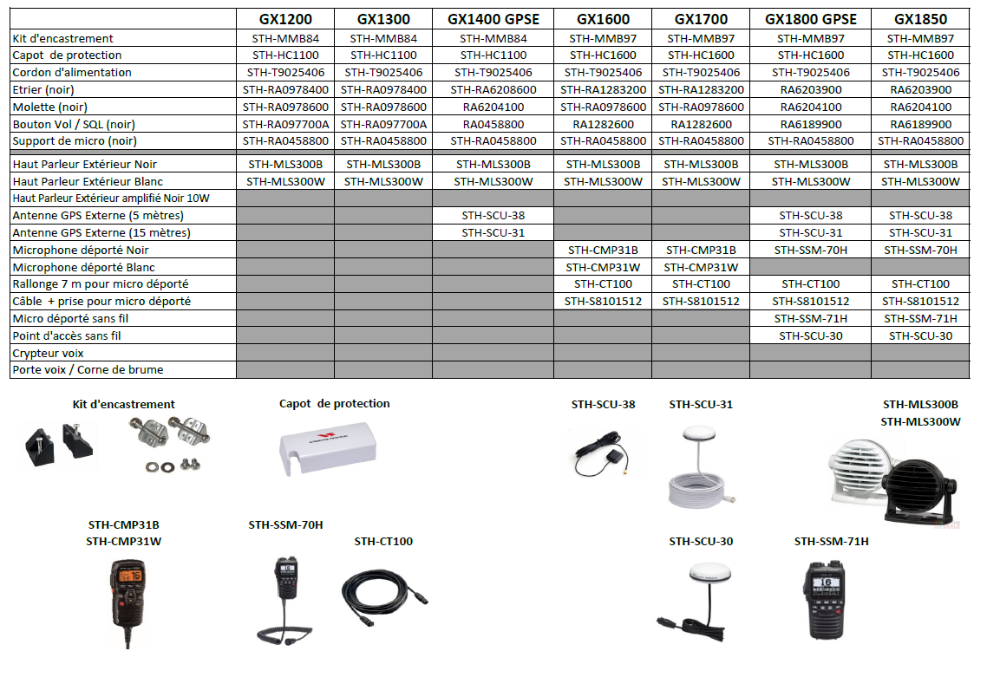 GX1200 GX1300 GX1400 GPSE GX1600 GX1700 GX1800 GPSE GX1850
Kit d'encastrement STH-MMB84 STH-MMB84 STH-MMB84 STH-MMB97 STH-MMB97 STH-MMB97 STH-MMB97
Capot de protection STH-HC1100 STH-HC1100 STH-HC1100 STH-HC1600 STH-HC1600 STH-HC1600 STH-HC1600
Cordon d'alimentation STH-T9025406 STH-T9025406 STH-T9025406 STH-T9025406 STH-T9025406 STH-T9025406 STH-T9025406
Etrier (noir) STH-RA0978400 STH-RA0978400 STH-RA6208600 STH-RA1283200 STH-RA1283200 RA6203900 RA6203900
Molette (noir) STH-RA0978600 STH-RA0978600 RA6204100 STH-RA0978600 STH-RA0978600 RA6204100 RA6204100
Bouton Vol / SQL (noir) STH-RA097700A STH-RA097700A RA0458800 RA1282600 RA1282600 RA6189900 RA6189900
Support de micro (noir) STH-RA0458800 STH-RA0458800 STH-RA0458800 STH-RA0458800 STH-RA0458800 STH-RA0458800 STH-RA0458800
Haut Parleur Extérieur Noir STH-MLS300B STH-MLS300B STH-MLS300B STH-MLS300B STH-MLS300B STH-MLS300B STH-MLS300B
Haut Parleur Extérieur Blanc STH-MLS300W STH-MLS300W STH-MLS300W STH-MLS300W STH-MLS300W STH-MLS300W STH-MLS300W
Haut Parleur Extérieur amplifié Noir 10W
Antenne GPS Externe (5 mètres) STH-SCU-38 STH-SCU-38 STH-SCU-38
Antenne GPS Externe (15 mètres) STH-SCU-31 STH-SCU-31 STH-SCU-31
Microphone déporté Noir STH-CMP31B STH-CMP31B STH-SSM-70H STH-SSM-70H
Microphone déporté Blanc STH-CMP31W STH-CMP31W
Rallonge 7 m pour micro déporté STH-CT100 STH-CT100 STH-CT100 STH-CT100
Câble + prise pour micro déporté STH-S8101512 STH-S8101512 STH-S8101512 STH-S8101512
Micro déporté sans fil STH-SSM-71H STH-SSM-71H
Point d'accès sans fil STH-SCU-30 STH-SCU-30
Crypteur voix
Porte voix / Corne de brume
Kit d'encastrement Capot de protection STH-SCU-38 STH-SCU-31 STH-MLS300B
STH-MLS300W
STH-CMP31B STH-SSM-70H
STH-CMP31W STH-CT100 STH-SCU-30 STH-SSM-71H
16
16
16